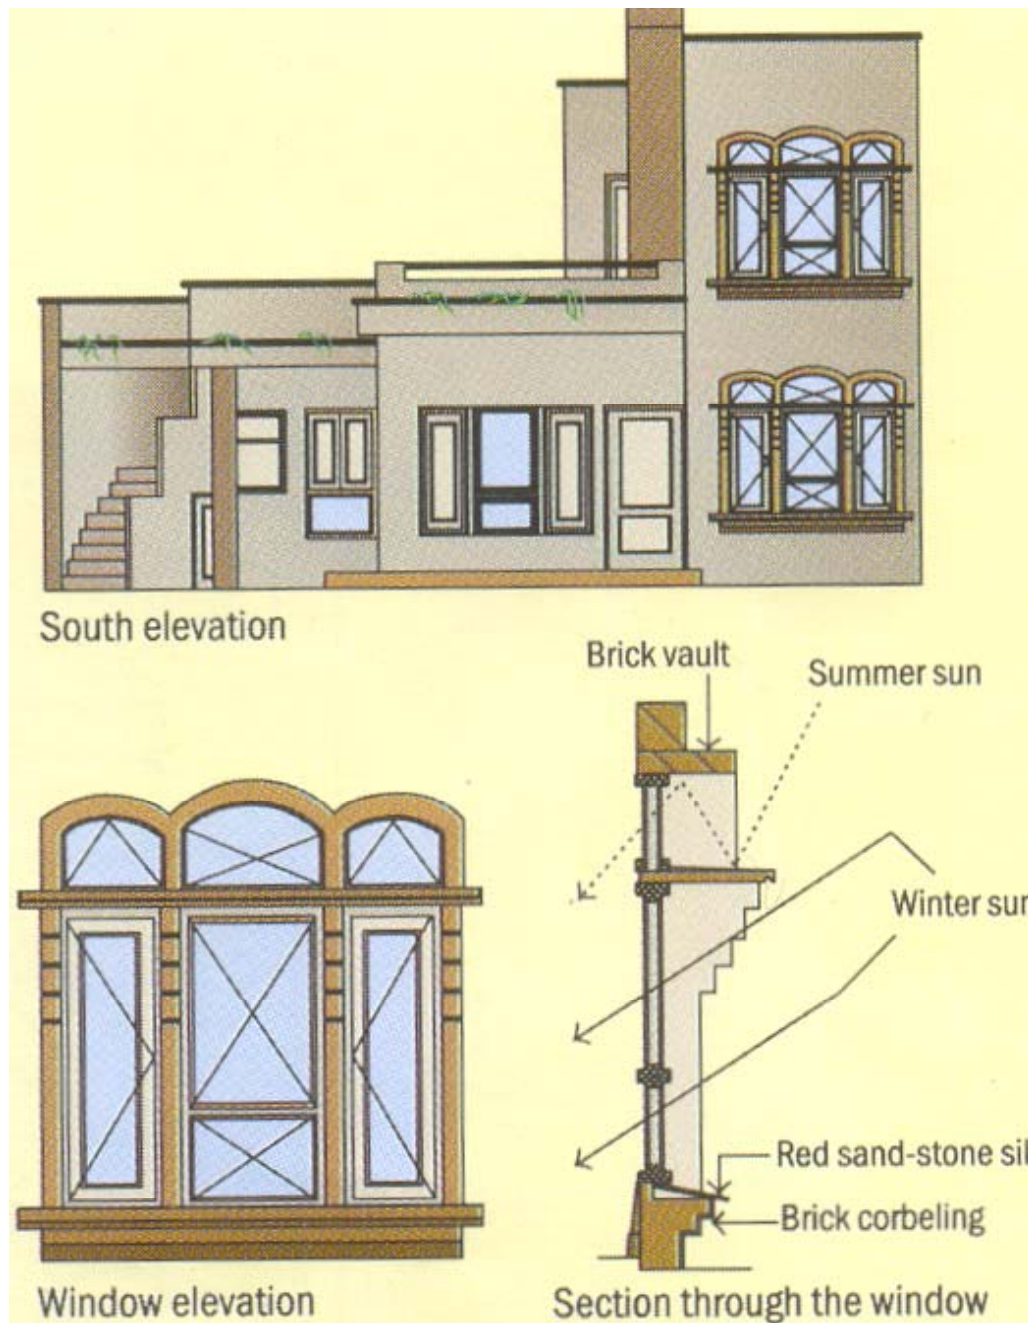 South elevation
Brick vault
Summer sun
Winter sun
Red sand-stone sil
Brick corbeling
Window elevation
Section through the window